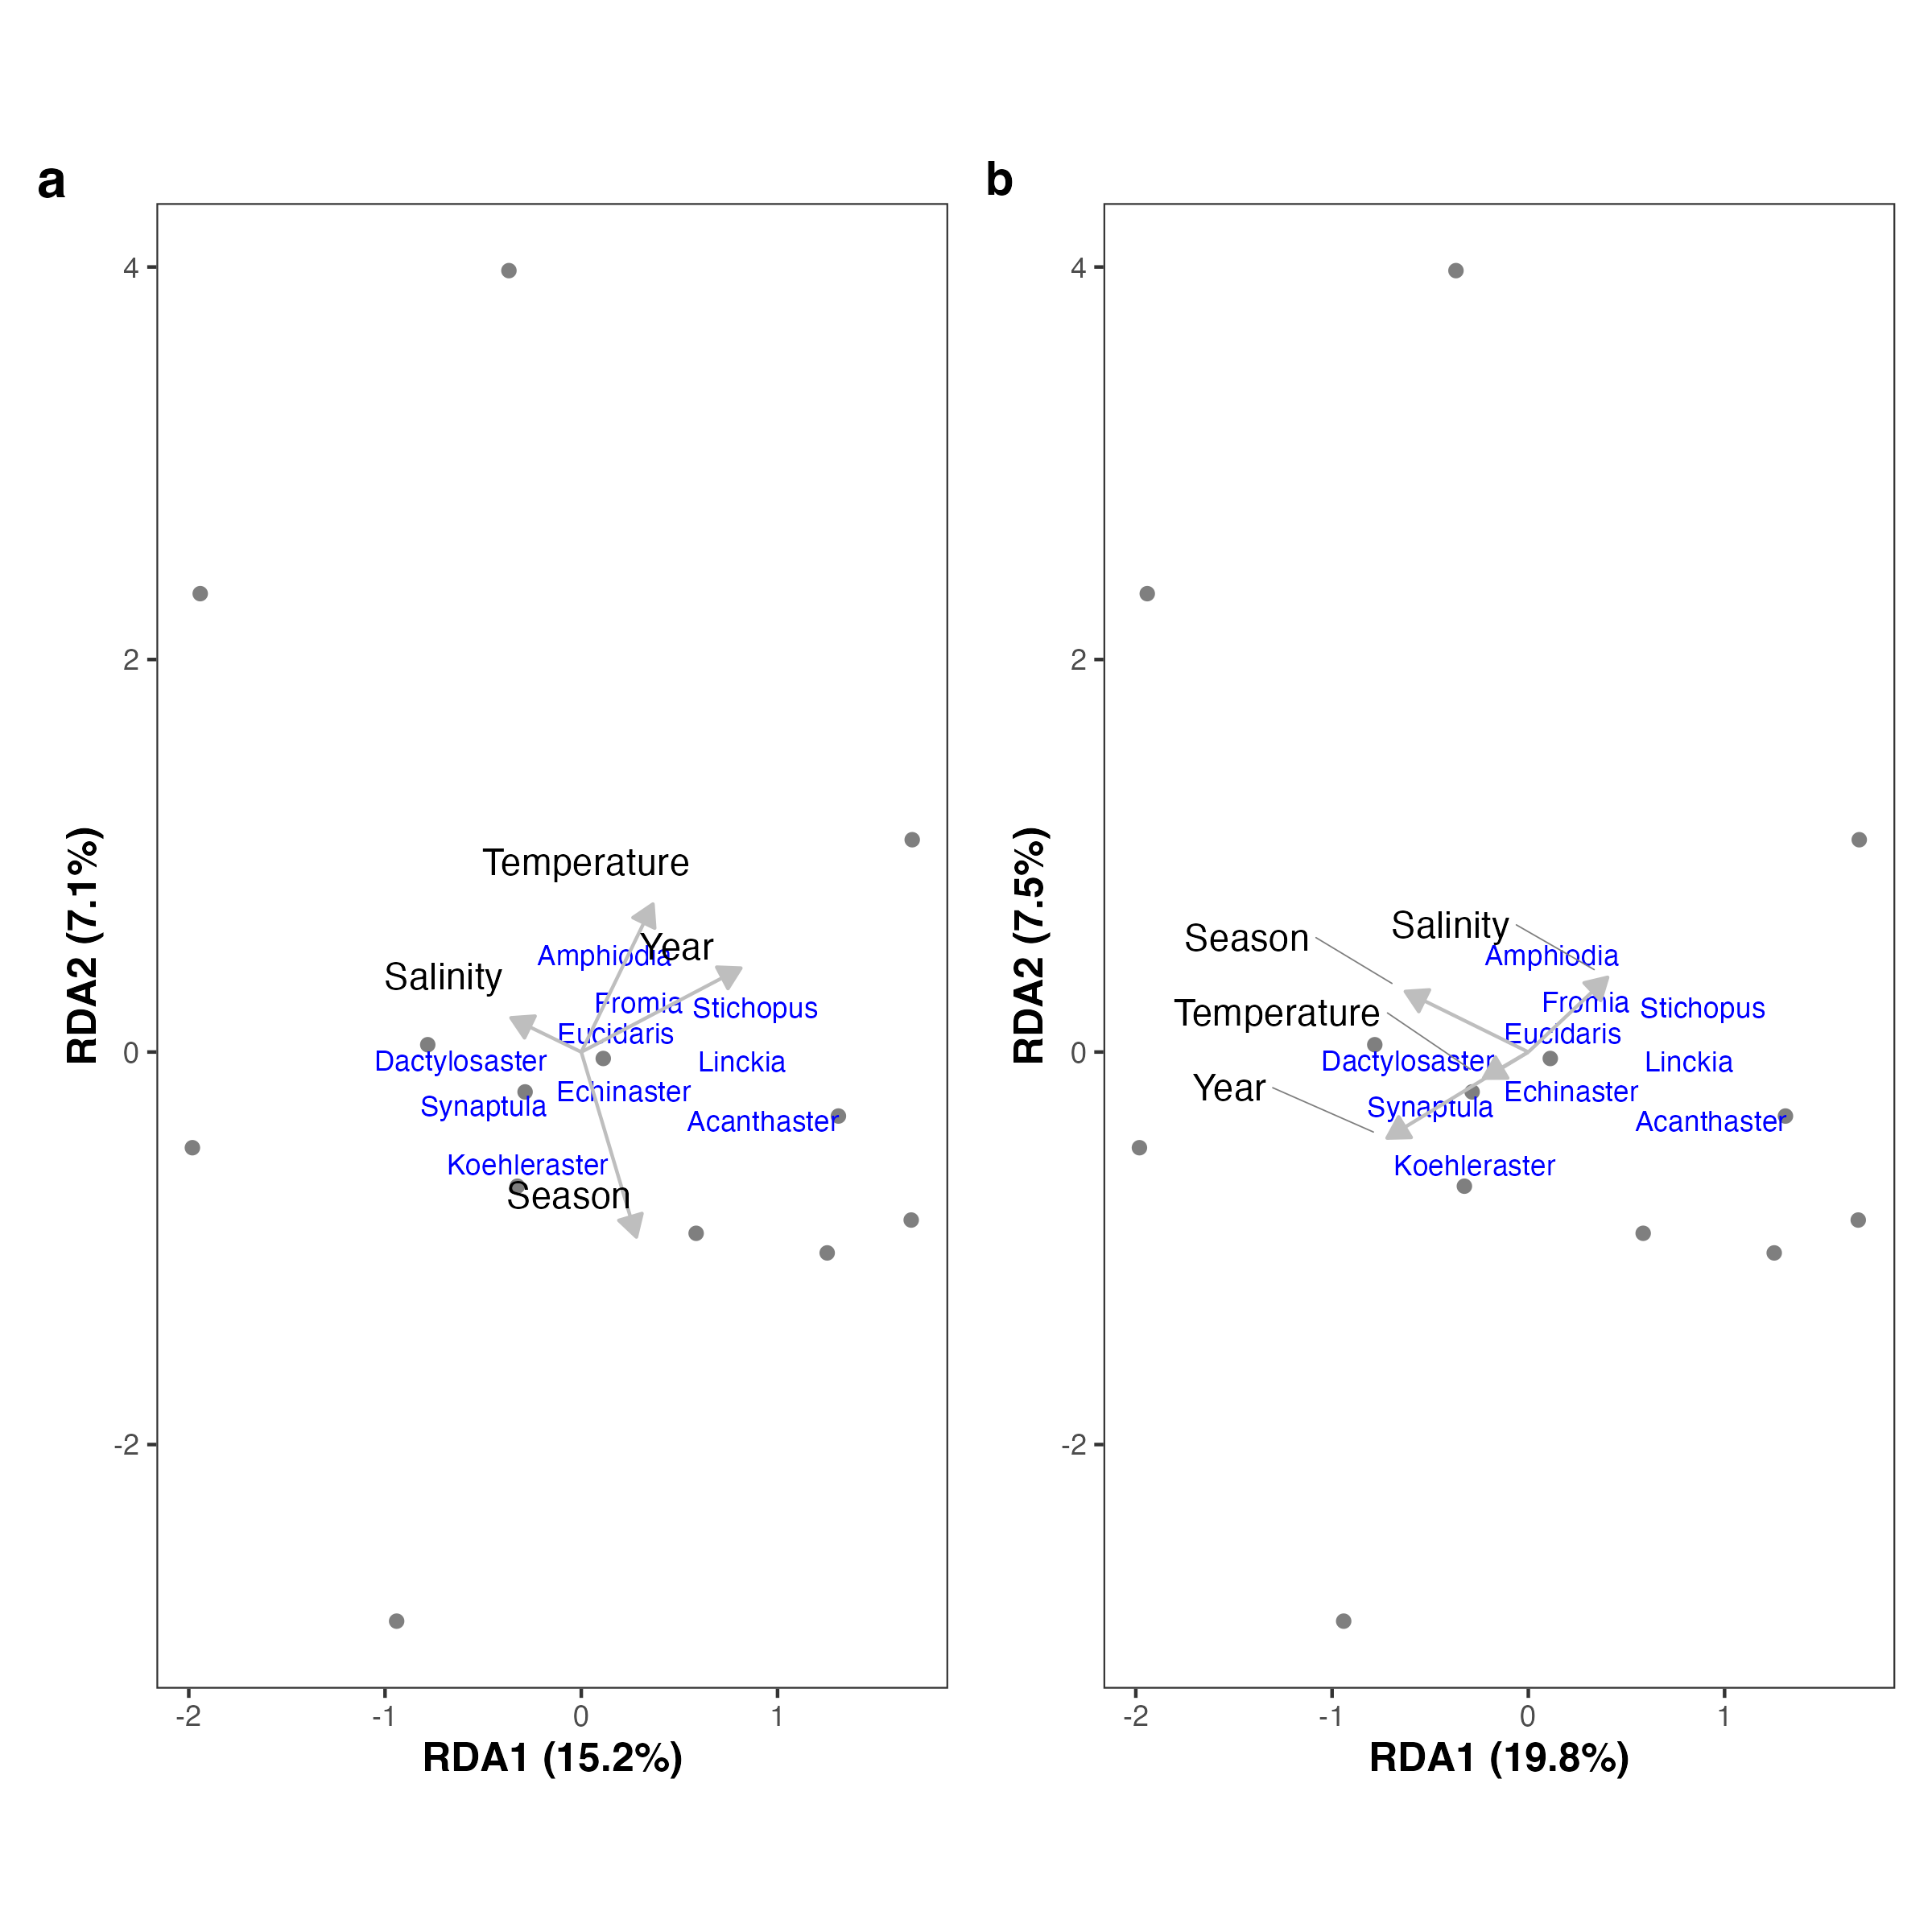 a
4
2
0
-2
RDA2 (7.1%)
Temperature
Year
Amphiodia
Salinity
Fromia
Stichopus
Eucidaris
Dactylosaster
Linckia
Echinaster
Synaptula
Acanthaster
Koehleraster
Season
-2
-1
0
1
RDA1 (15.2%)
b
4
2
0
-2
RDA2 (7.5%)
Salinity
Season
Amphiodia
Fromia
Stichopus
Temperature
Eucidaris
Dactylosaster
Linckia
Year
Echinaster
Synaptula
Acanthaster
Koehleraster
-2
-1
0
1
RDA1 (19.8%)